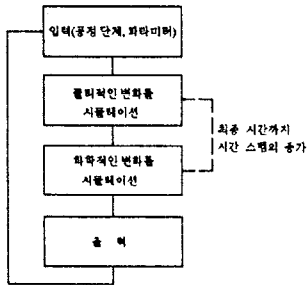 입력(공정 단계, 파라미터)
물리적인 변화를
시뮬레이션
화학적인 변화를
시뮬레이션
최종 시간까지
시간 스텝의 증가
출 력